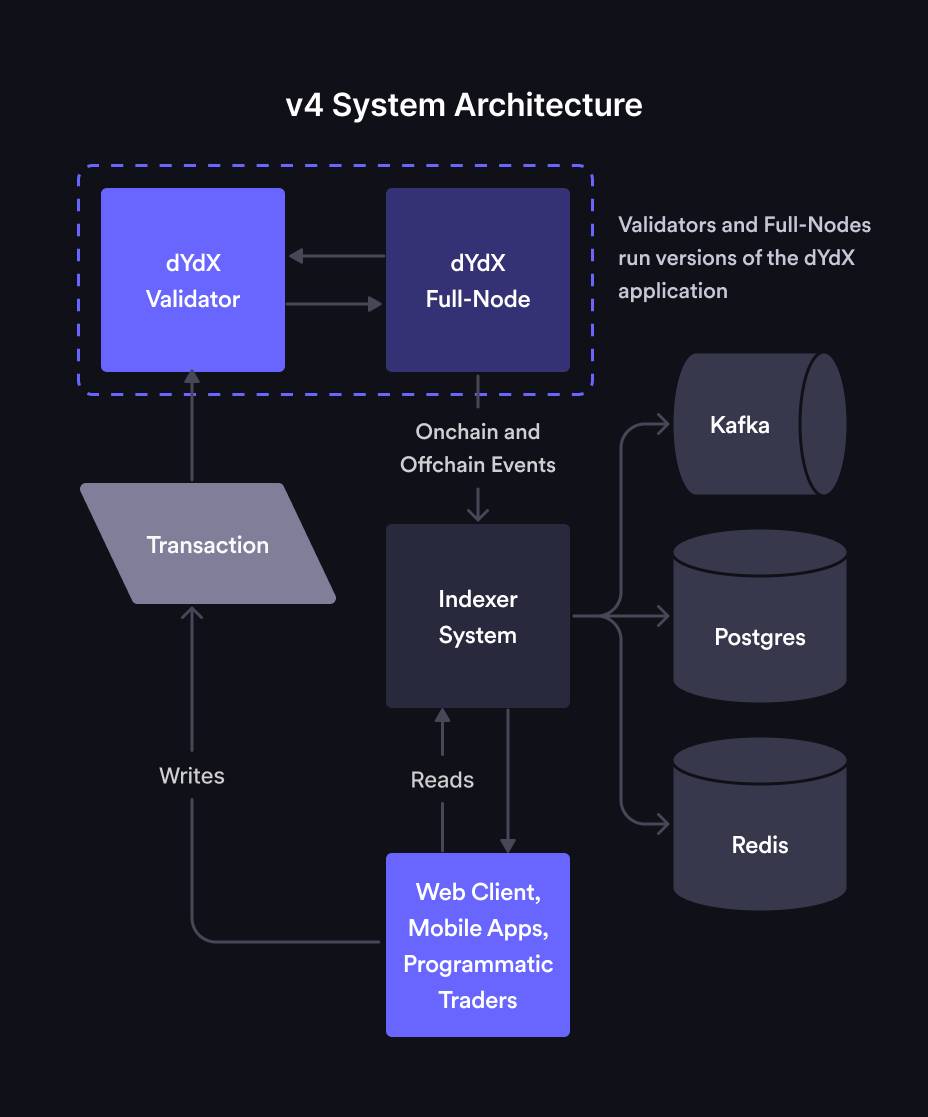 v4 System Architecture
dYdX
Validator
dYdX
Full-Node
Validators and Full-Nodes
run versions of the dYdX
application
Onchain and
Offchain Events
Kafka
Transaction
Indexer
System
Postgres
Writes
Reads
Redis
Web Client,
Mobile Apps,
Programmatic
Traders